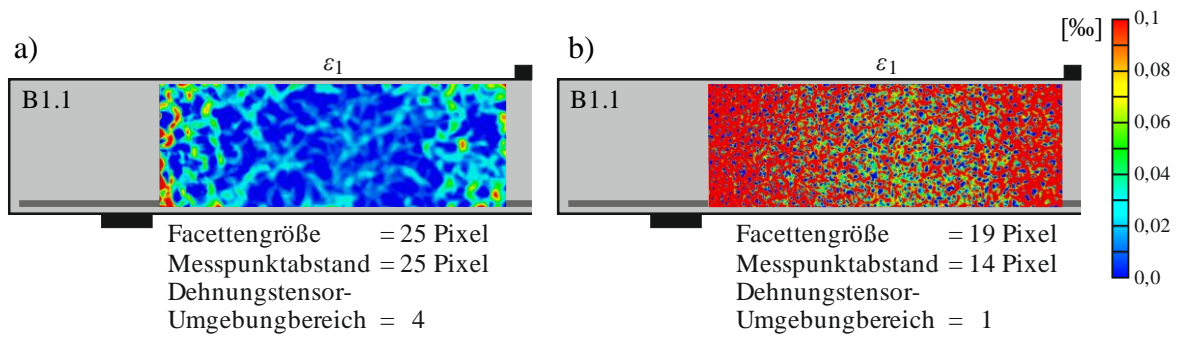 a)
ε1
B1.1
Facettengröße = 25 Pixel
Messpunktabstand = 25 Pixel
Dehnungstensor-
Umgebungbereich = 4
b)
ε1
B1.1
Facettengröße = 19 Pixel
Messpunktabstand = 14 Pixel
Dehnungstensor-
Umgebungbereich = 1
[‰]
0,1
0,08
0,06
0,04
0,02
0,0